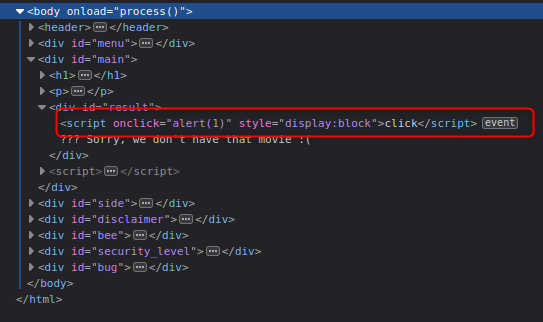 <body onload="process()">
<header>•••</header>
<div id="menu">•••</div>
<div id="main">
<h1>•••</h1>
<p>•••</p>
<div id="result">
<script onclick="alert(1)" style="display:block">click</script> event
??? Sorry, we don't have that movie :(
</div>
<script>•••</script>
</div>
<div id="side">•••</div>
<div id="disclaimer">•••</div>
<div id="bee">•••</div>
<div id="security_level">•••</div>
<div id="bug">•••</div>
</body>
</html>